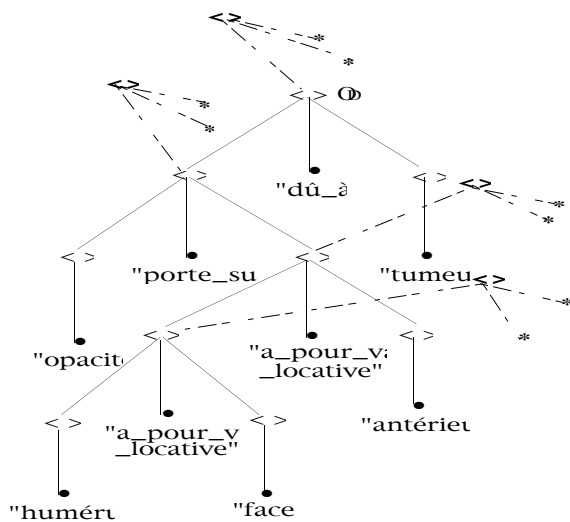 "dû_à
"porte_su
"tumeu
"opacit
"a_pour_va
_locative"
"a_pour_v
_locative"
"antérieu
"huméru
"face